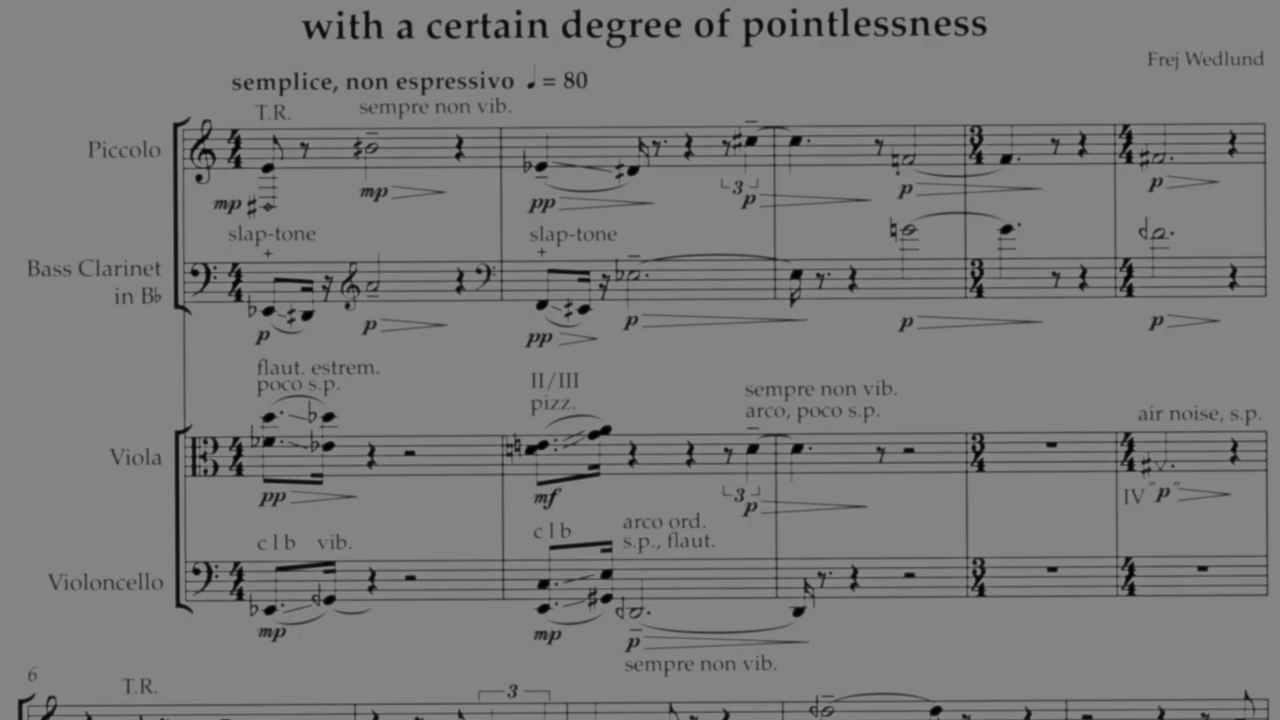 with a certain degree of pointlessness
Frej Wedlund
semplice, non espressivo ♩ = 80
T.R. sempre non vib.
Piccolo
mp mp pp 3 p p p
slap-tone slap-tone
Bass Clarinet
in B♭
p p pp p p p
flaut. estrem.
poco s.p.
II/III
pizz.
sempre non vib.
arco, poco s.p.
air noise, s.p.
Viola
pp mf 3 p IV "p"
c l b vib. c l b arco ord.
s.p., flaut.
Violoncello
mp mp p
sempre non vib.
6
T.R. 3